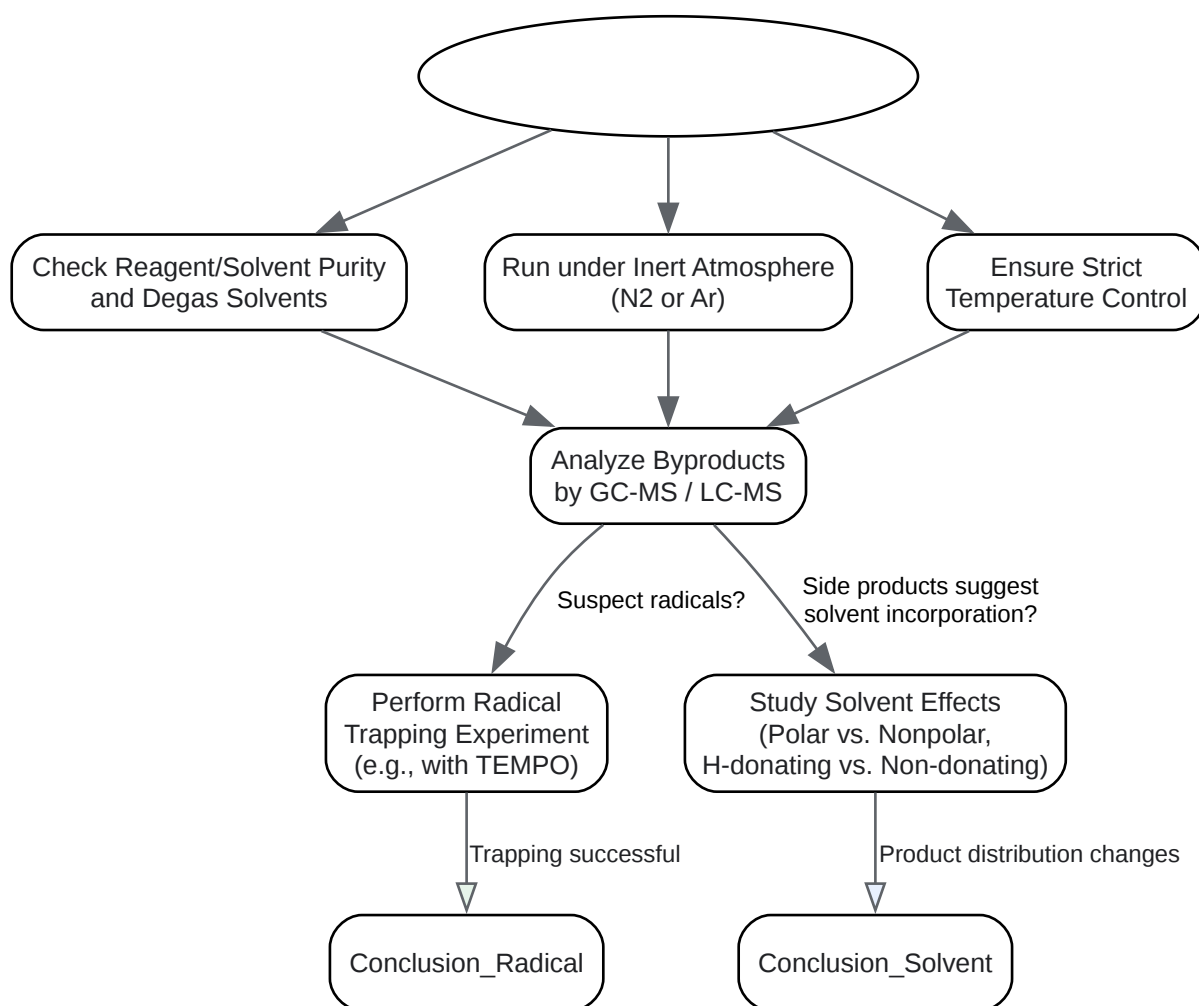 Check Reagent/Solvent Purity
and Degas Solvents
Run under Inert Atmosphere
(N2 or Ar)
Ensure Strict
Temperature Control
Analyze Byproducts
by GC-MS / LC-MS
Suspect radicals?
Side products suggest
solvent incorporation?
Perform Radical
Trapping Experiment
(e.g., with TEMPO)
Study Solvent Effects
(Polar vs. Nonpolar,
H-donating vs. Non-donating)
Trapping successful
Product distribution changes
Conclusion_Radical
Conclusion_Solvent